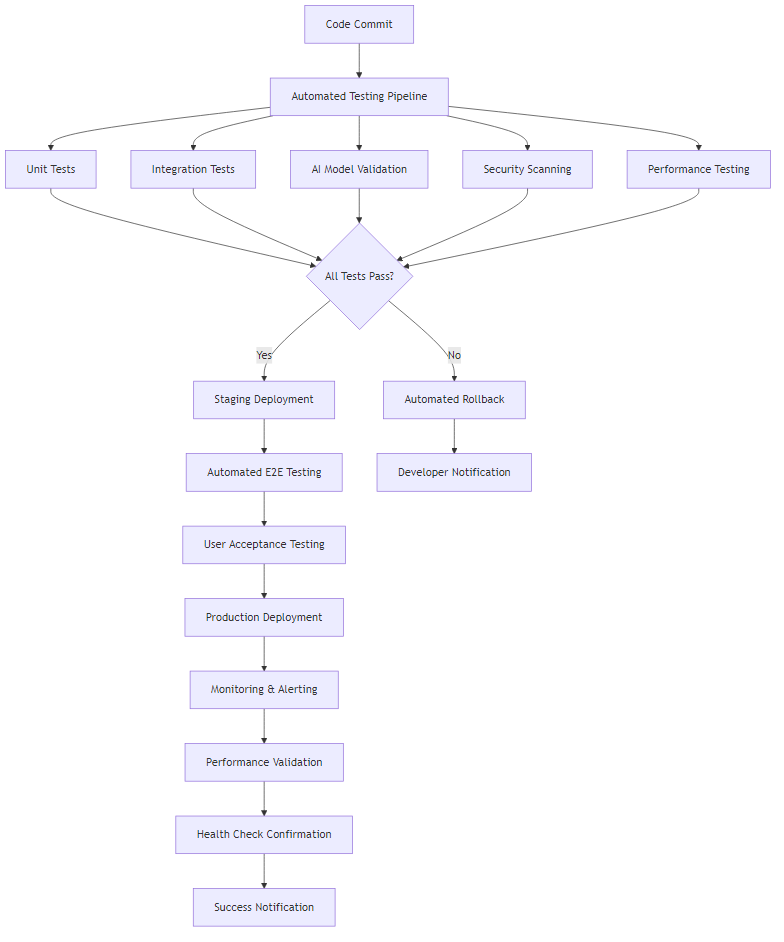 Code Commit
Automated Testing Pipeline
Unit Tests
Integration Tests
AI Model Validation
Security Scanning
Performance Testing
All Tests Pass?
Yes
No
Staging Deployment
Automated Rollback
Automated E2E Testing
Developer Notification
User Acceptance Testing
Production Deployment
Monitoring & Alerting
Performance Validation
Health Check Confirmation
Success Notification